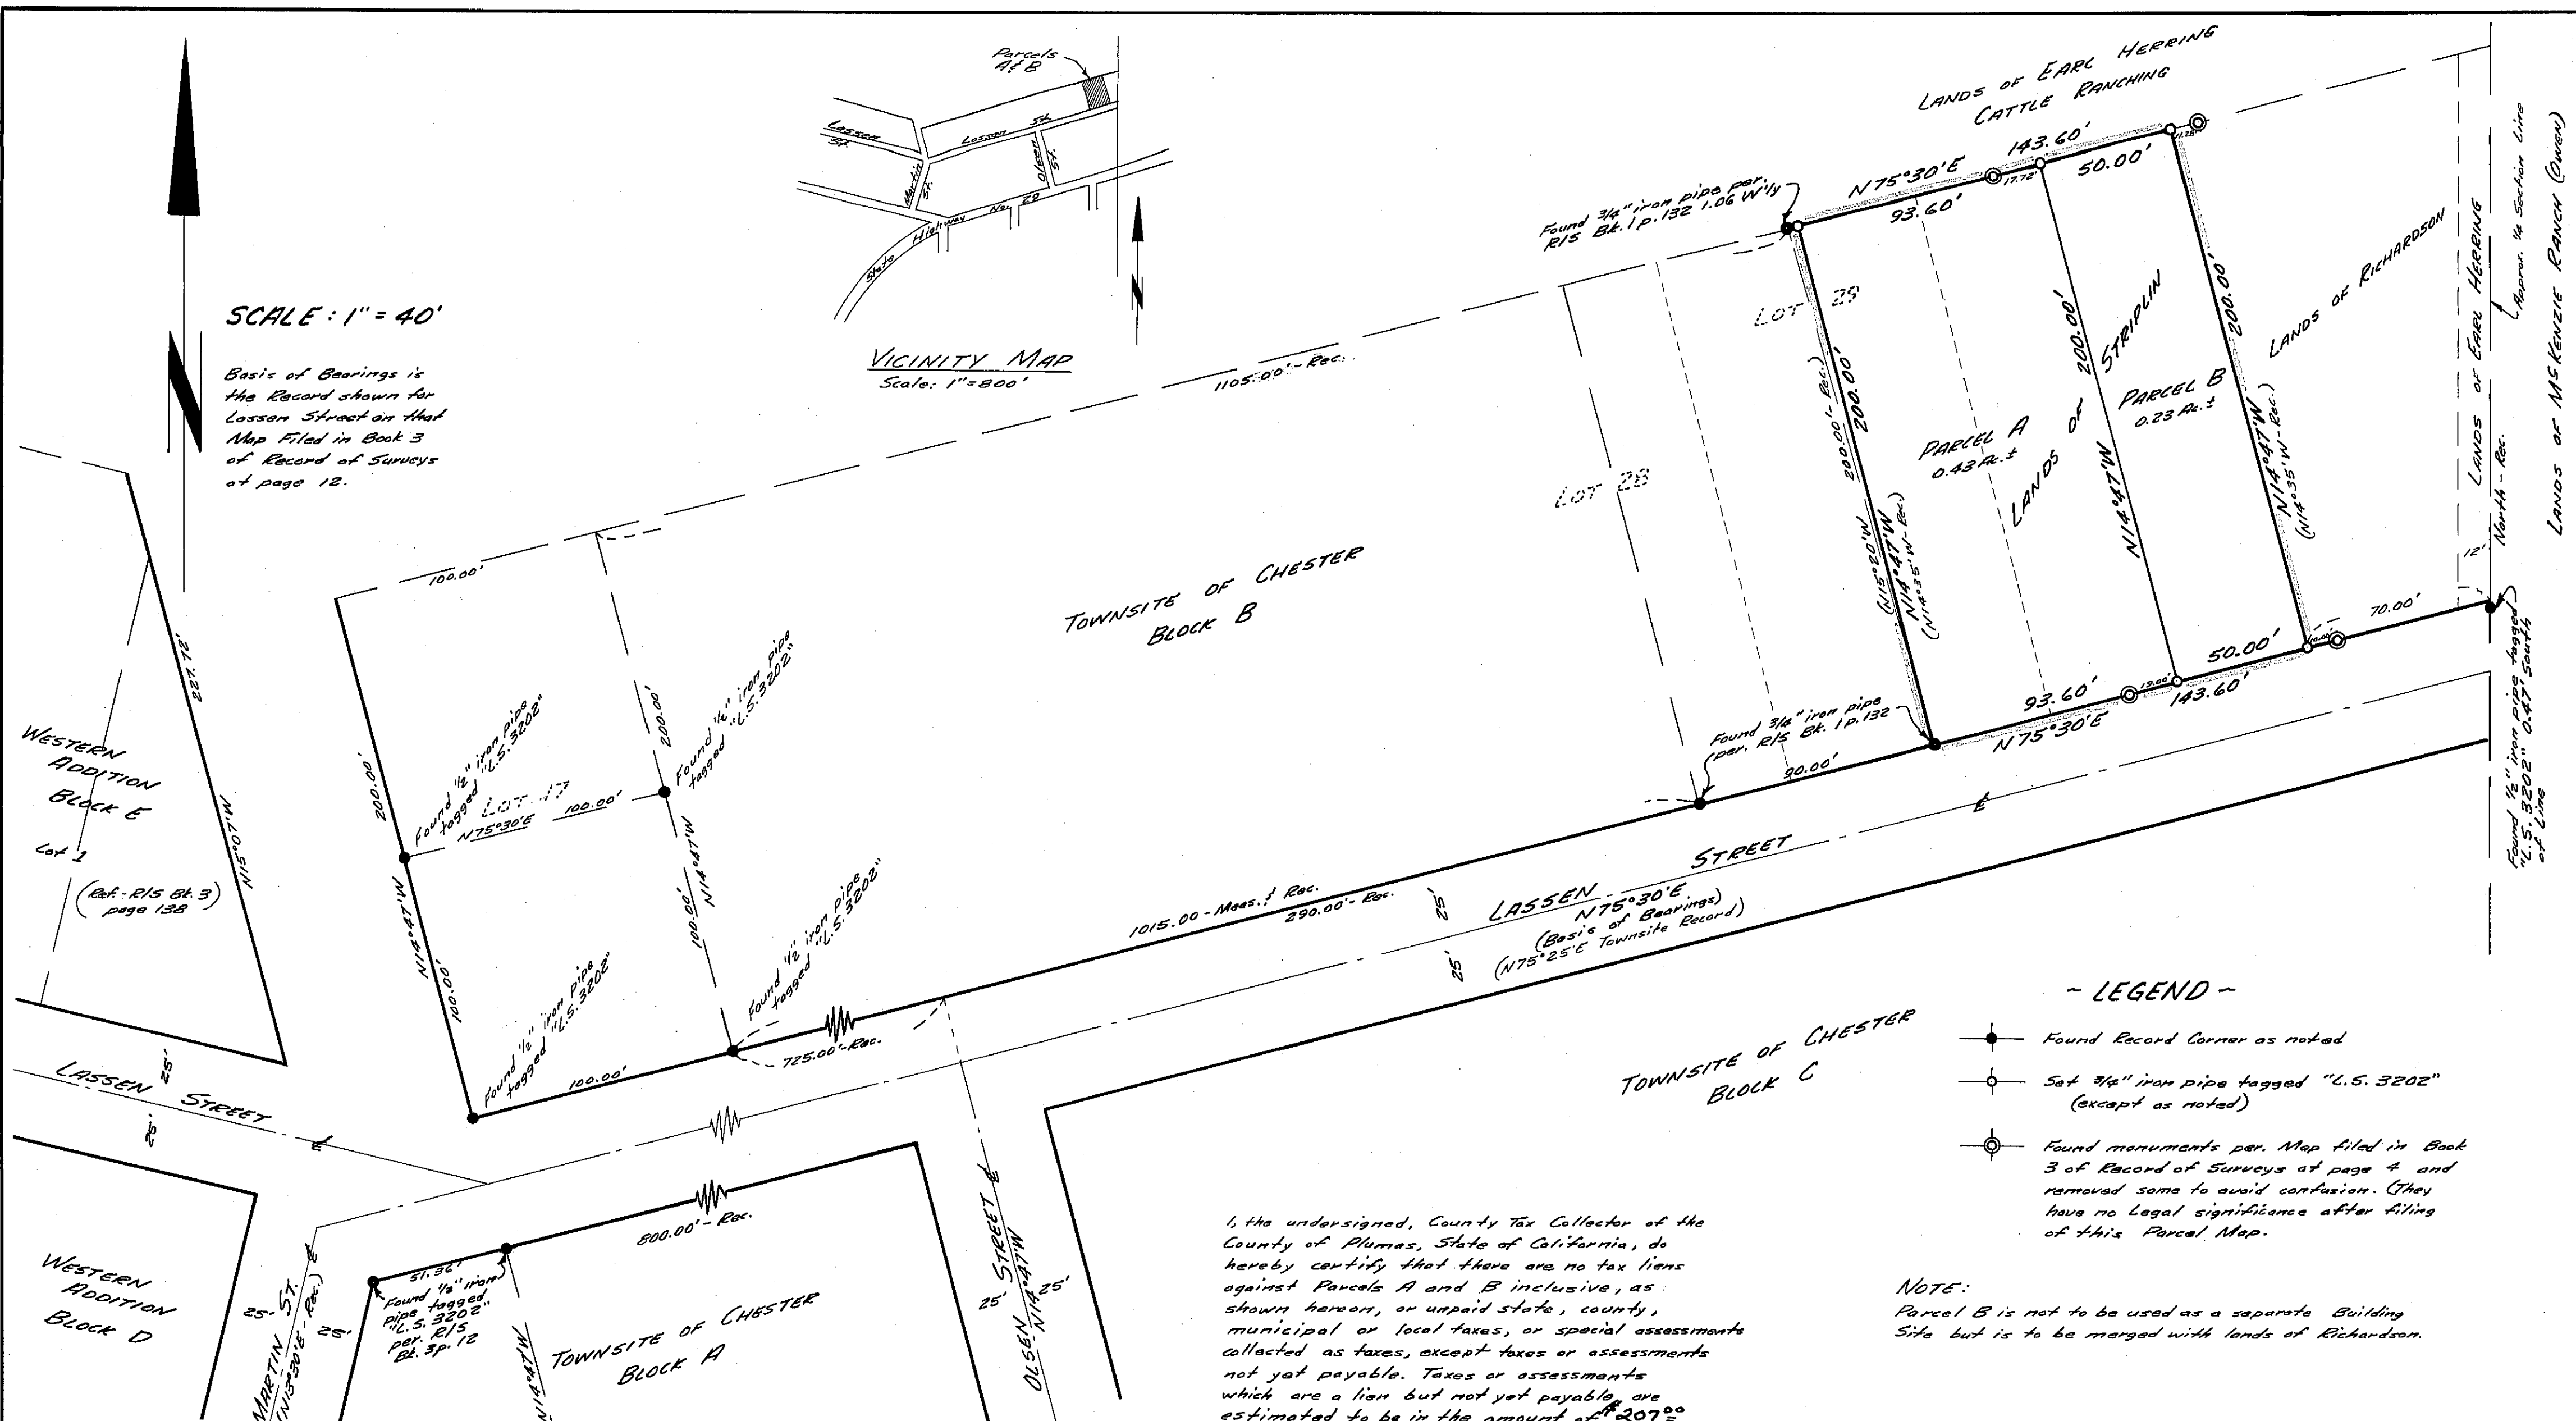 Parcels
A & B
Lassen
St.
Lassen St.
Martin
St.
Olsen
St.
State Highway No. 29
N
VICINITY MAP
Scale: 1"=800'
N
SCALE: 1" = 40'
Basis of Bearings is
the Record shown for
Lassen Street on that
Map Filed in Book 3
of Record of Surveys
at page 12.
LANDS OF EARL HERRING
CATTLE RANCHING
143.60'
N75°30'E
17.72'
50.00'
93.60'
Found 3/4" iron pipe per.
R/S Bk. 1 p. 132 1.06 W'ly
1105.00'-Rec.
LOT 29
LOT 28
200.00'
(200.00'-Rec.)
(N15°20'W
N14°47'W
(N14°35'W-Rec.)
PARCEL A
0.43 Ac.±
LANDS OF STRIPLIN
200.00'
N14°47'W
PARCEL B
0.23 Ac.±
200.00'
N14°47'W
(N14°35'W-Rec.)
LANDS OF RICHARDSON
LANDS OF EARL HERRING
Approx. 1/4 Section Line
North-Rec.
12'
LANDS OF McKENZIE RANCH (OWEN)
70.00'
Found 1/2" iron pipe tagged
"L.S. 3202" 0.47' South
of Line
50.00'
143.60'
93.60'
N75°30'E
Found 3/4" iron pipe
per. R/S Bk. 1 p. 132
90.00'
TOWNSITE OF CHESTER
BLOCK B
100.00'
200.00'
Found 1/2" iron pipe
tagged "L.S. 3202"
LOT 17
N75°30'E 100.00'
200.00'
Found 1/2" iron pipe
tagged "L.S. 3202"
N14°47'W
100.00'
100.00'
N14°47'W
Found 1/2" iron pipe
tagged "L.S. 3202"
Found 1/2" iron pipe
tagged "L.S. 3202"
100.00'
725.00'-Rec.
1015.00-Meas. & Rec.
290.00'-Rec.
25'
25'
LASSEN STREET
N75°30'E
(Basis of Bearings)
(N75°25'E Townsite Record)
227.72'
N15°07'W
WESTERN
ADDITION
BLOCK E
Lot 1
(Ref.-R/S Bk. 3)
page 138
LASSEN STREET
25'
25'
WESTERN
ADDITION
BLOCK D
MARTIN ST.
(N13°30'E-Rec.)
25'
25'
51.36'
Found 1/2" iron
pipe tagged
"L.S. 3202"
per. R/S
Bk. 3 p. 12
800.00'-Rec.
N14°47'W
TOWNSITE OF CHESTER
BLOCK A
OLSEN STREET
N14°47'W
25'
25'
TOWNSITE OF CHESTER
BLOCK C
I, the undersigned, County Tax Collector of the
County of Plumas, State of California, do
hereby certify that there are no tax liens
against Parcels A and B inclusive, as
shown hereon, or unpaid state, county,
municipal or local taxes, or special assessments
collected as taxes, except taxes or assessments
not yet payable. Taxes or assessments
which are a lien but not yet payable, are
estimated to be in the amount of $207.00
~ LEGEND ~
Found Record Corner as noted
Set 3/4" iron pipe tagged "L.S. 3202"
(except as noted)
Found monuments per. Map filed in Book
3 of Record of Surveys at page 4 and
removed same to avoid confusion. (They
have no Legal significance after filing
of this Parcel Map.
NOTE:
Parcel B is not to be used as a separate Building
Site but is to be merged with lands of Richardson.